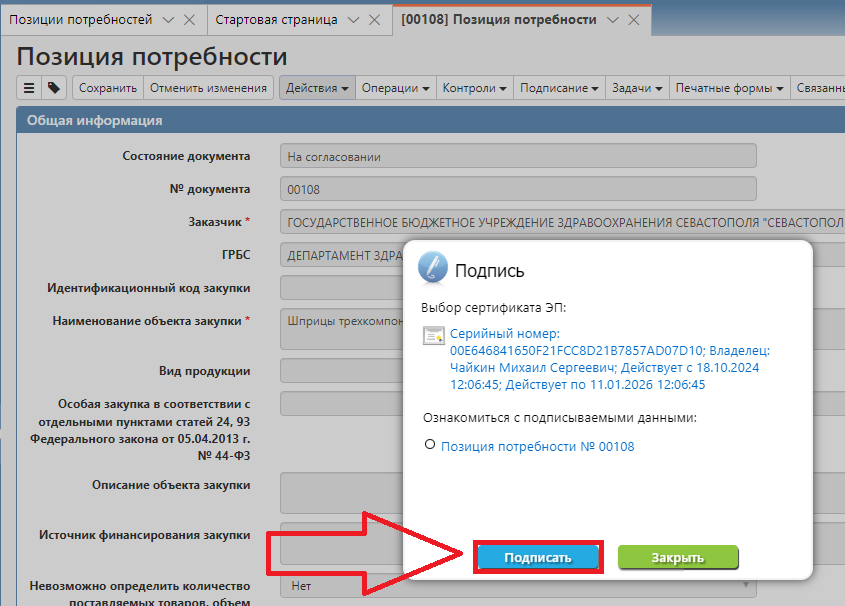 Позиции потребностей
Стартовая страница
[00108] Позиция потребности
Позиция потребности
Сохранить
Отменить изменения
Действия
Операции
Контроли
Подписание
Задачи
Печатные формы
Связанн
Общая информация
Состояние документа
На согласовании
№ документа
00108
Заказчик *
ГОСУДАРСТВЕННОЕ БЮДЖЕТНОЕ УЧРЕЖДЕНИЕ ЗДРАВООХРАНЕНИЯ СЕВАСТОПОЛЯ "СЕВАСТОПОЛ
ГРБС
ДЕПАРТАМЕНТ ЗДРА
Идентификационный код закупки
Наименование объекта закупки *
Шприцы трехкомпон
Вид продукции
Особая закупка в соответствии с
отдельными пунктами статей 24, 93
Федерального закона от 05.04.2013 г.
№ 44-ФЗ
Описание объекта закупки
Источник финансирования закупки
Невозможно определить количество
поставляемых товаров, объем
Нет
Подпись
Выбор сертификата ЭП:
Серийный номер:
00E646841650F21FCC8D21B7857AD07D10; Владелец:
Чайкин Михаил Сергеевич; Действует с 18.10.2024
12:06:45; Действует по 11.01.2026 12:06:45
Ознакомиться с подписываемыми данными:
Позиция потребности № 00108
Подписать
Закрыть